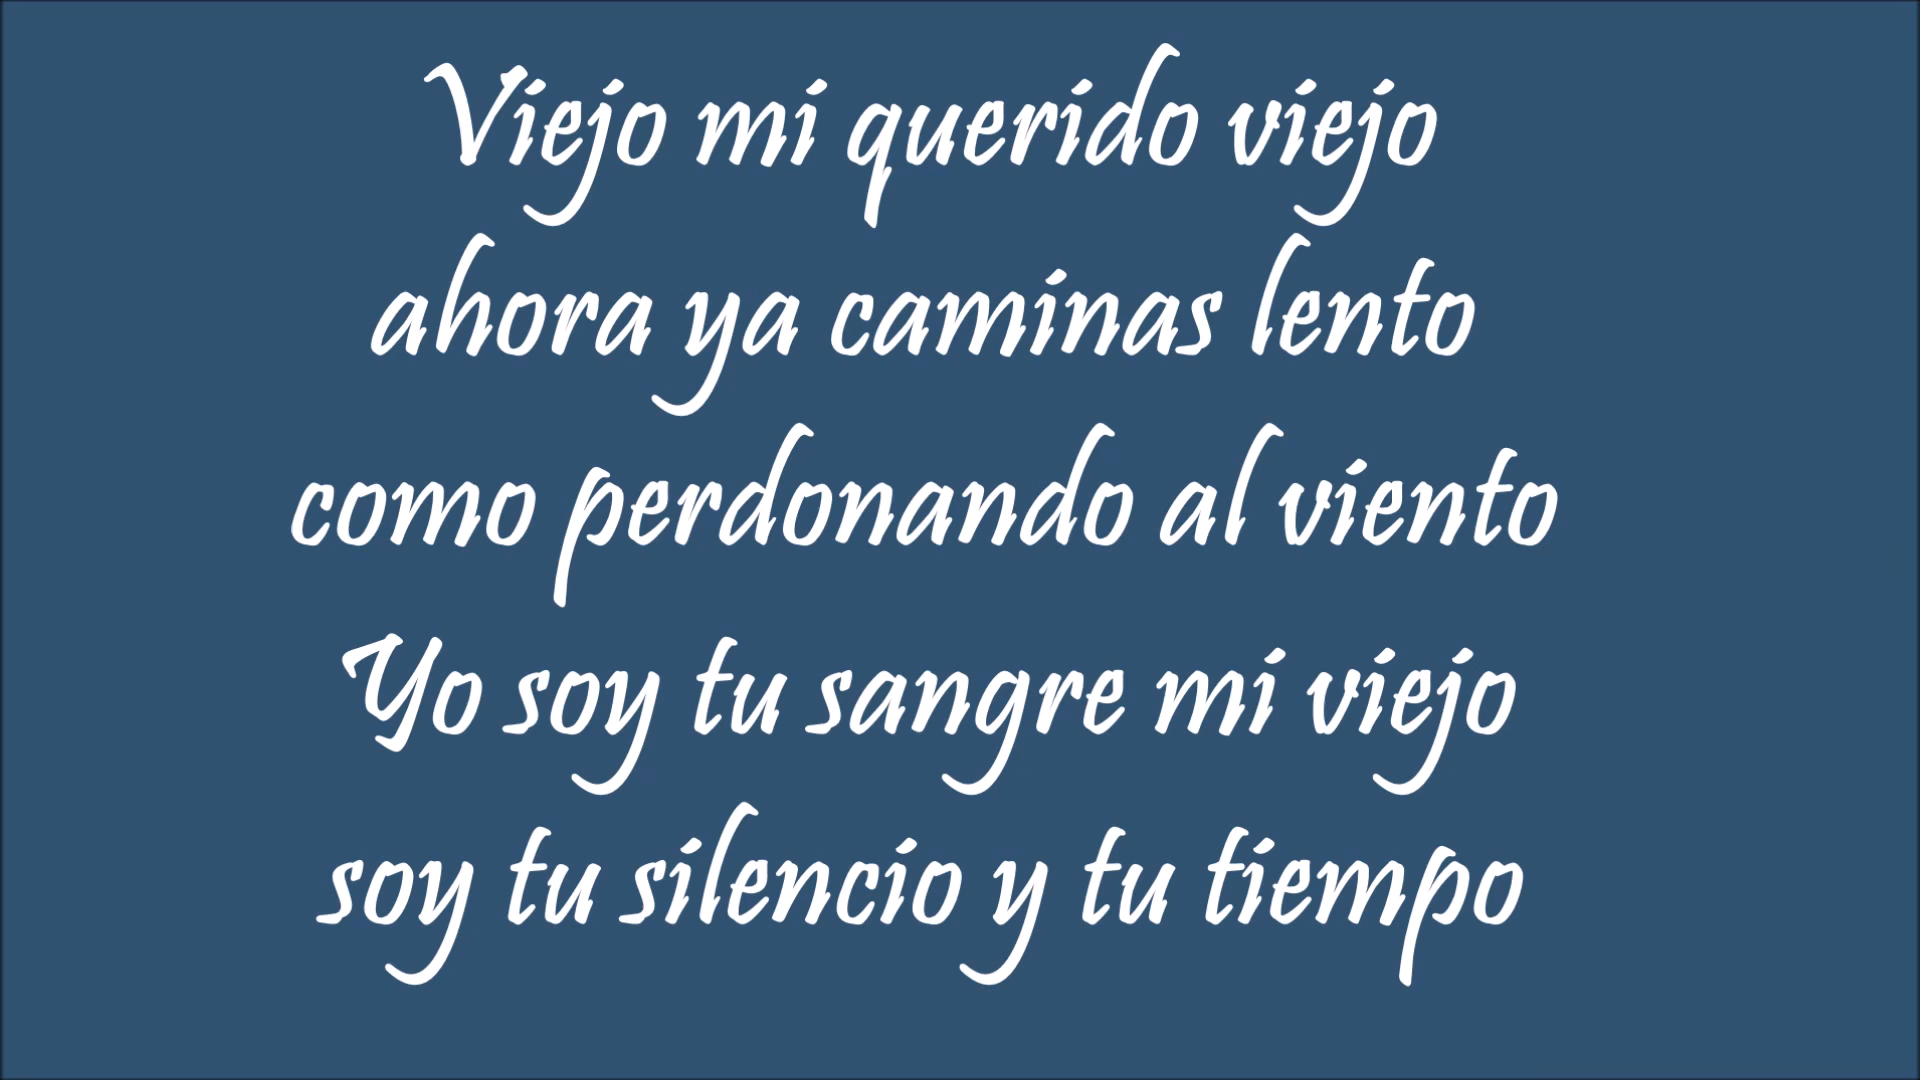 Viejo mi querido viejo
ahora ya caminas lento
como perdonando al viento
Yo soy tu sangre mi viejo
soy tu silencio y tu tiempo